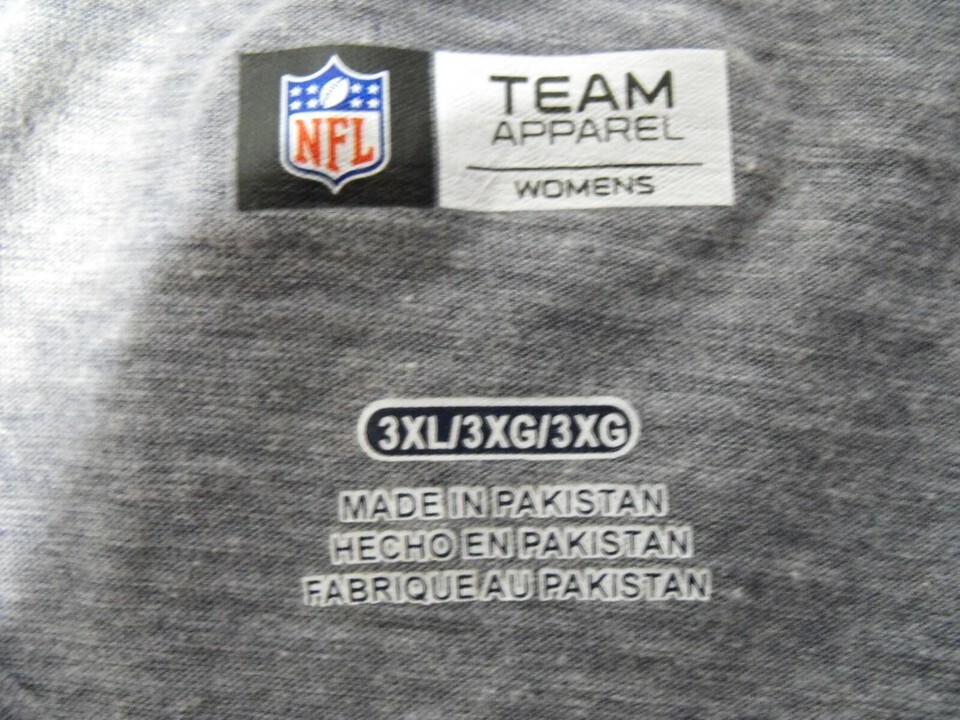 NFL
TEAM
APPAREL
WOMENS
3XL/3XG/3XG
MADE IN PAKISTAN
HECHO EN PAKISTAN
FABRIQUE AU PAKISTAN